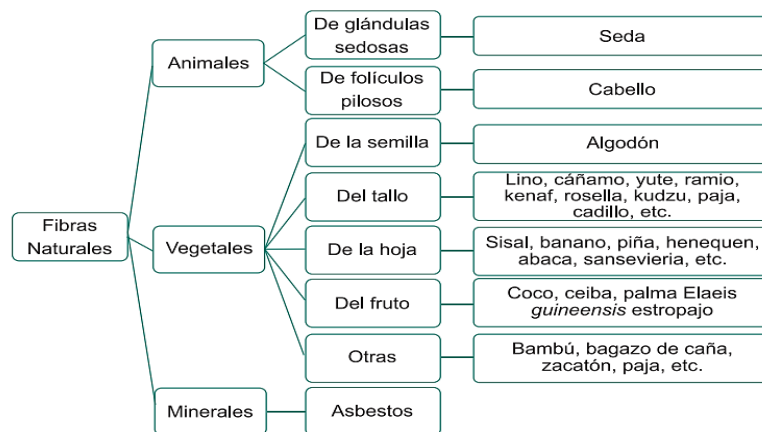 De glándulas
sedosas
Seda
Animales
De folículos
pilosos
Cabello
De la semilla
Algodón
Del tallo
Lino, cáñamo, yute, ramio,
kenaf, rosella, kudzu, paja,
cadillo, etc.
Fibras
Naturales
Vegetales
De la hoja
Sisal, banano, piña, henequen,
abaca, sansevieria, etc.
Del fruto
Coco, ceiba, palma Elaeis
guineensis estropajo
Otras
Bambú, bagazo de caña,
zacatón, paja, etc.
Minerales
Asbestos